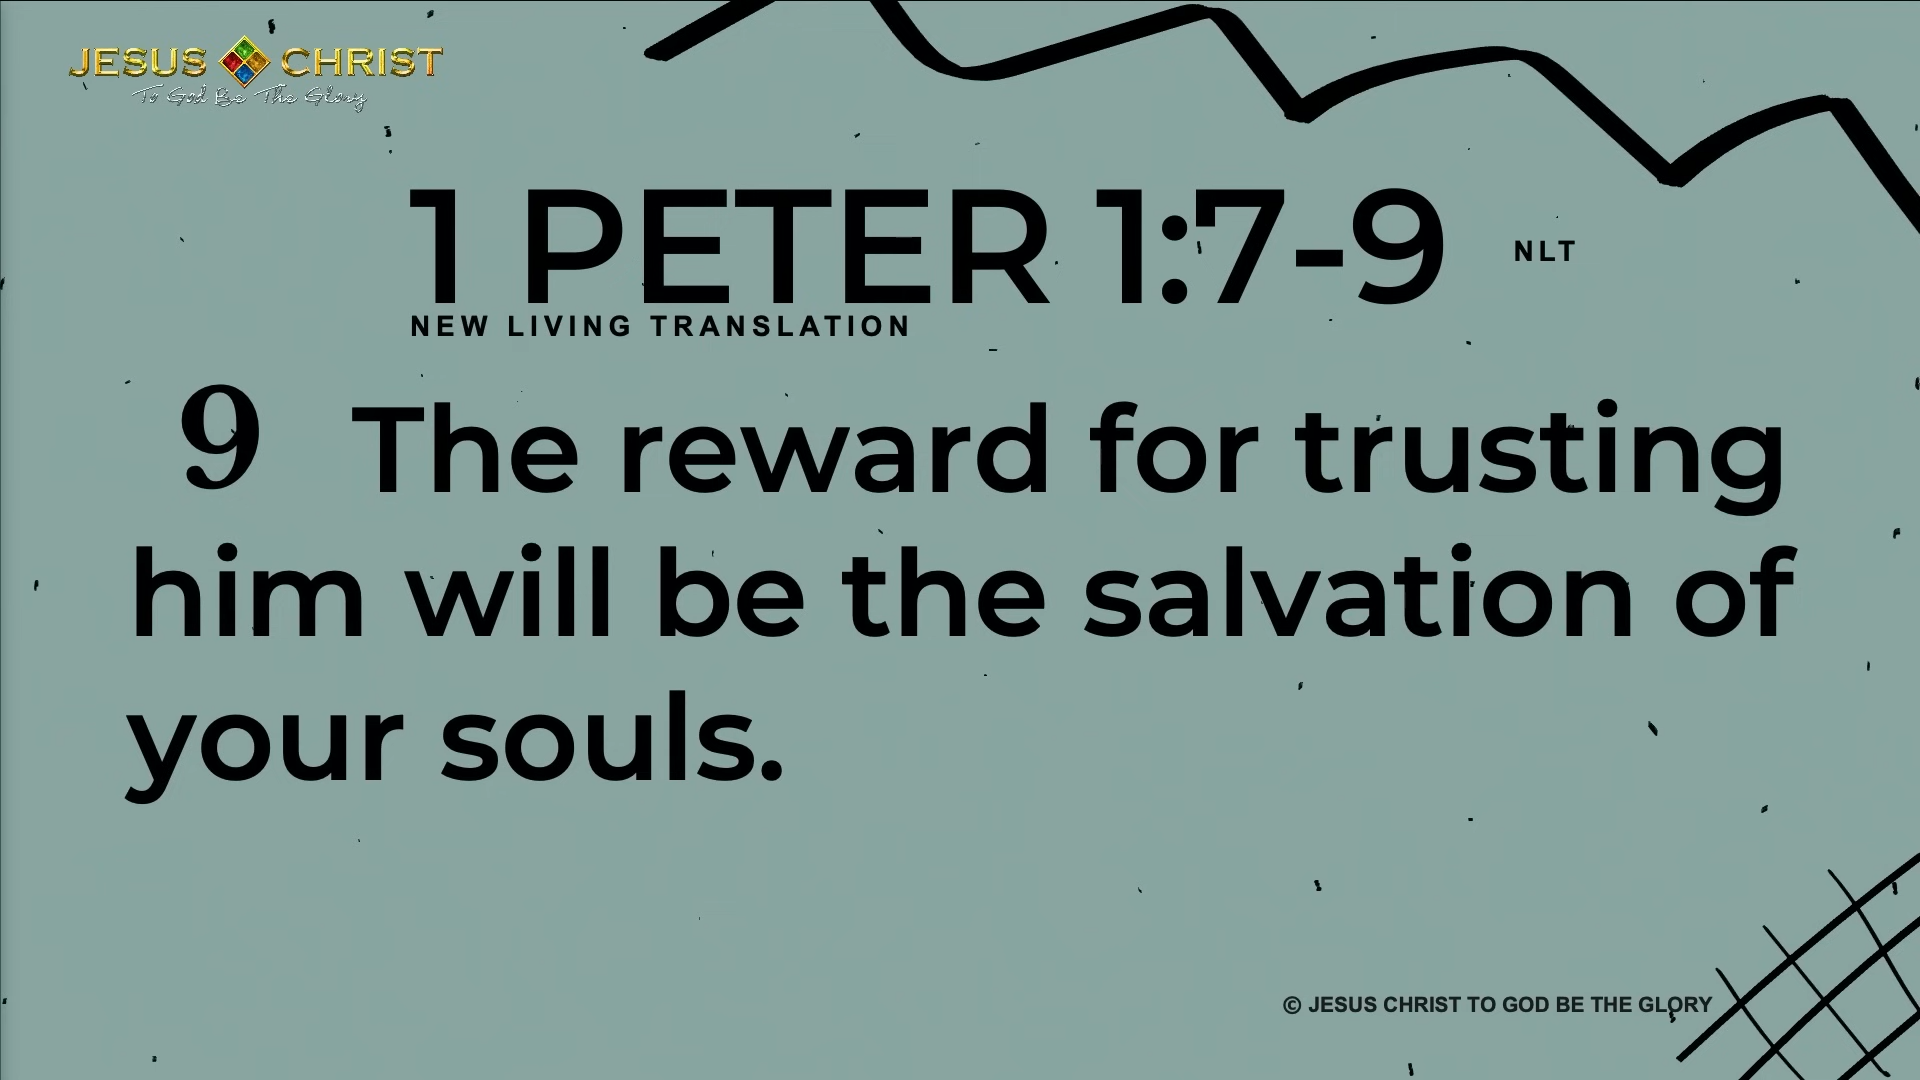 JESUS CHRIST
To God Be The Glory
1 PETER 1:7-9 NLT
NEW LIVING TRANSLATION
9 The reward for trusting
him will be the salvation of
your souls.
© JESUS CHRIST TO GOD BE THE GLORY